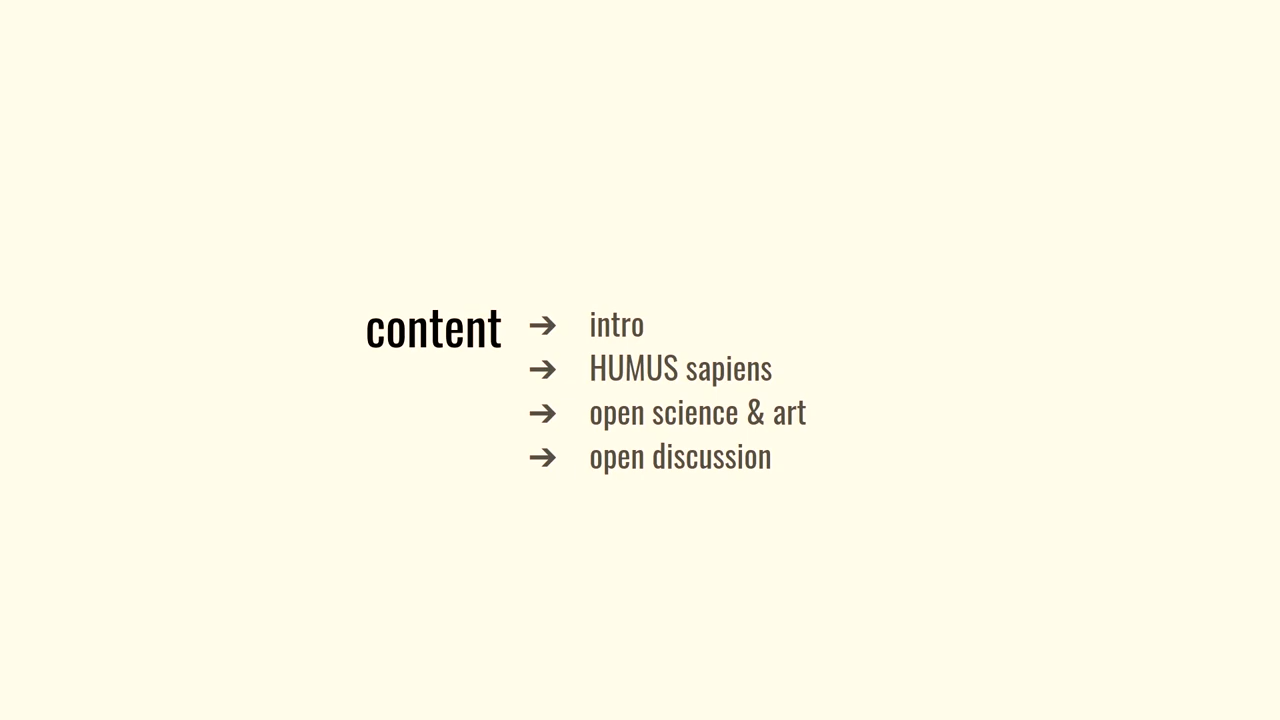 content
➔ intro
➔ HUMUS sapiens
➔ open science & art
➔ open discussion